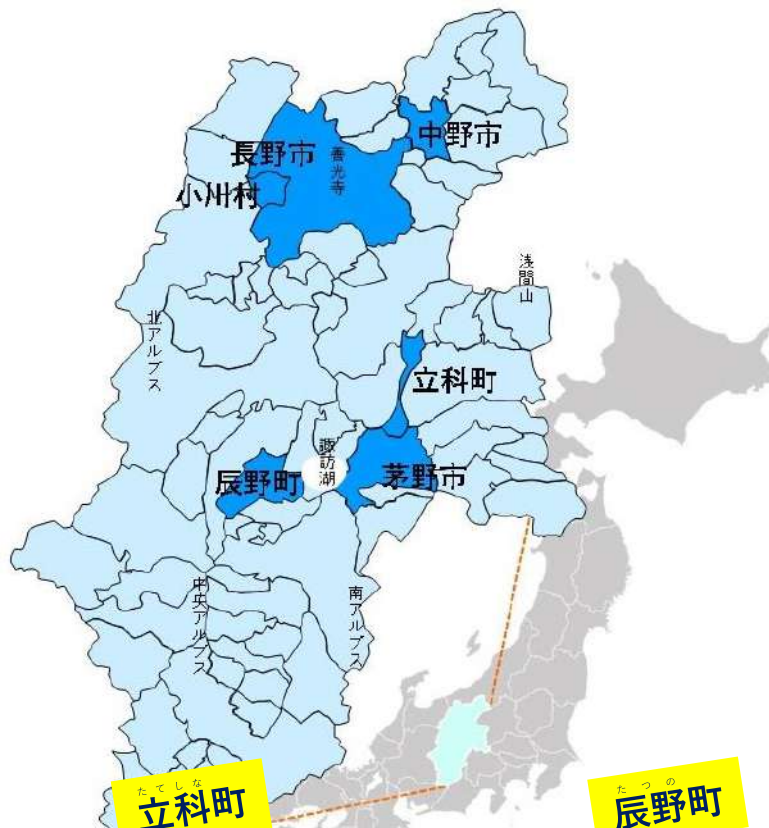 中野市
長野市
善光寺
小川村
浅間山
北アルプス
立科町
諏訪湖
辰野町
茅野市
中央アルプス
南アルプス
たてしな
立科町
たつの
辰野町